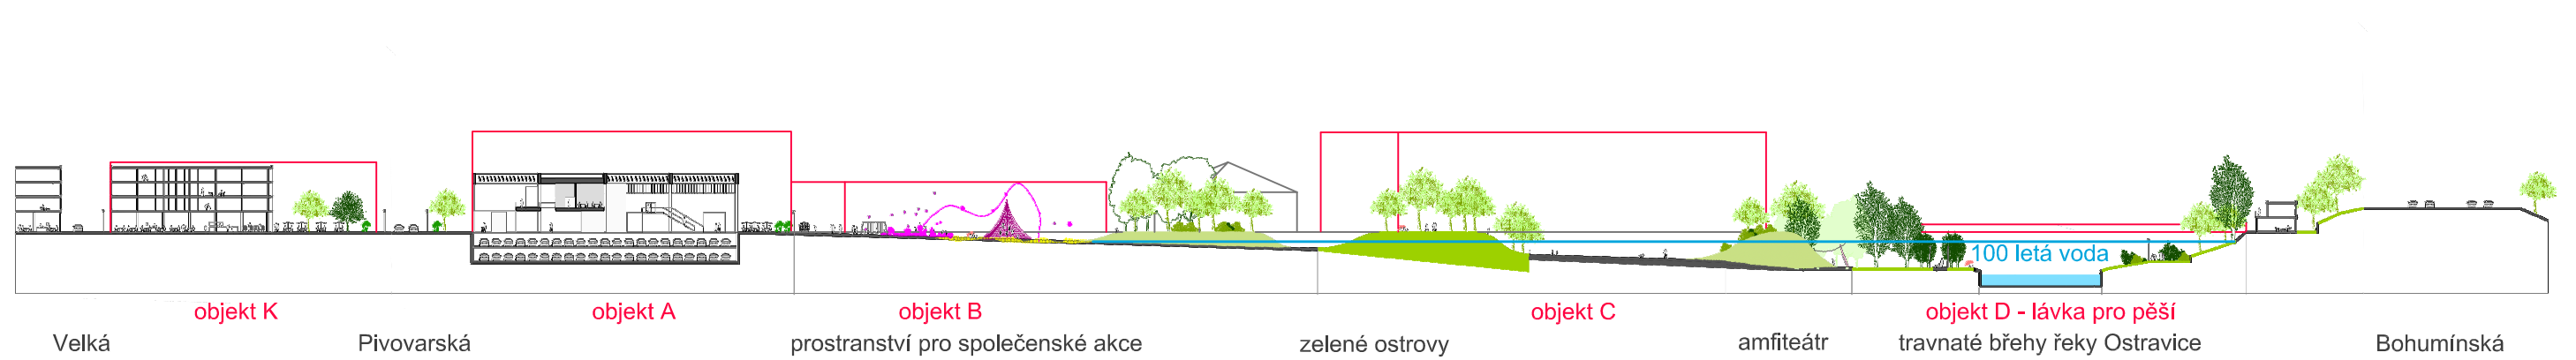 100 letá voda
objekt K
objekt A
objekt B
objekt C
objekt D - lávka pro pěší
Velká
Pivovarská
prostranství pro společenské akce
zelené ostrovy
amfiteátr
travnaté břehy řeky Ostravice
Bohumínská